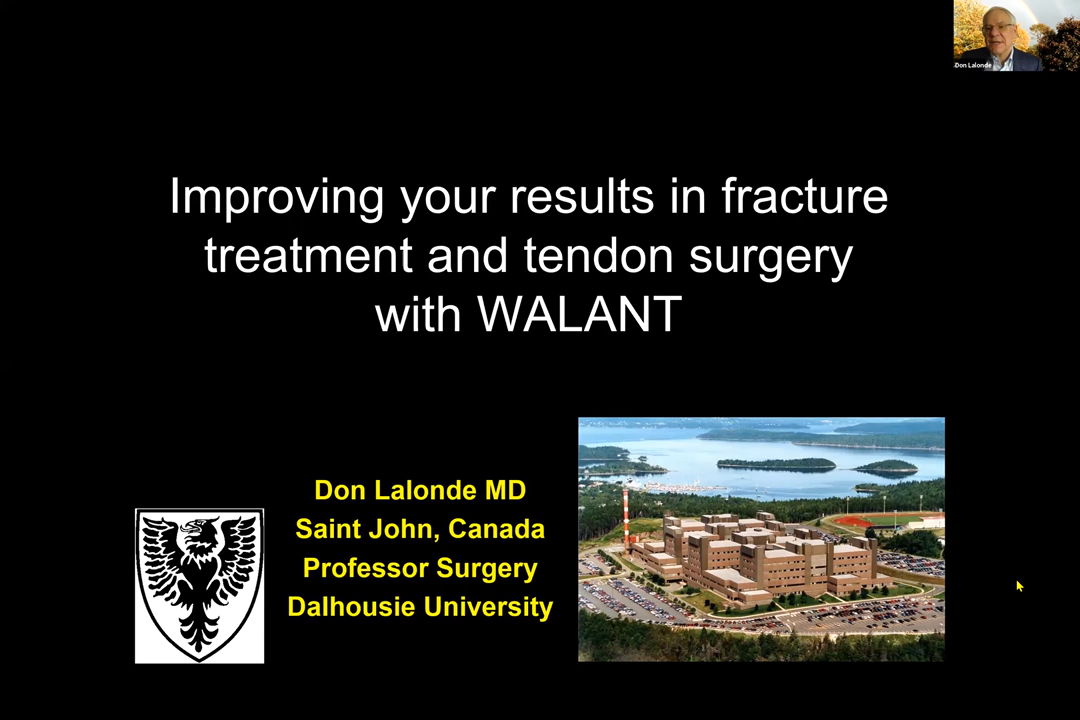 Don Lalonde
Improving your results in fracture
treatment and tendon surgery
with WALANT
Don Lalonde MD
Saint John, Canada
Professor Surgery
Dalhousie University